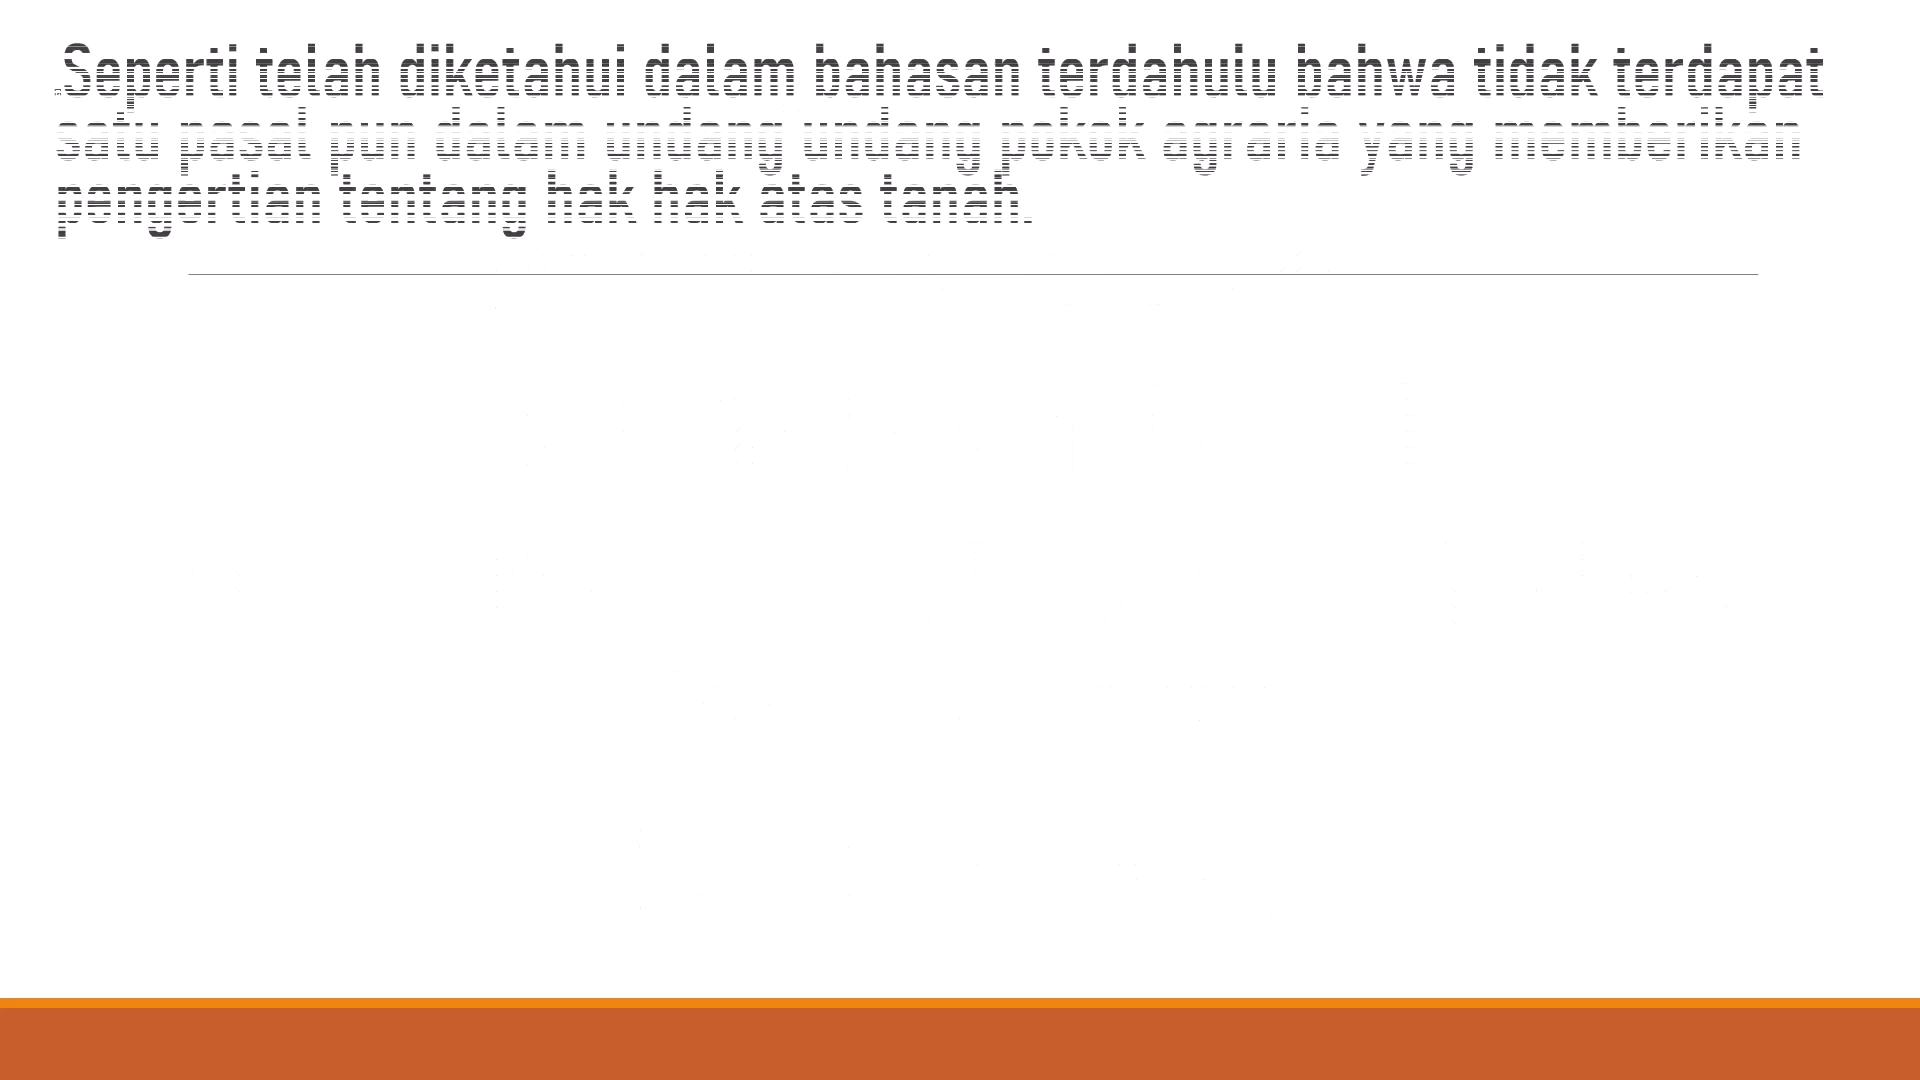 Seperti telah diketahui dalam bahasan terdahulu bahwa tidak terdapat
satu pasal pun dalam undang undang pokok agraria yang memberikan
pengertian tentang hak hak atas tanah.